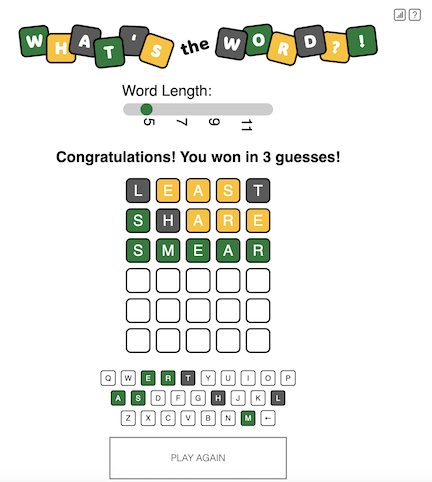 WHAT'S the WORD?!
?
Word Length:
5 7 9 11
Congratulations! You won in 3 guesses!
L E A S T
S H A R E
S M E A R
Q W E R T Y U I O P
A S D F G H J K L
Z X C V B N M ←
PLAY AGAIN